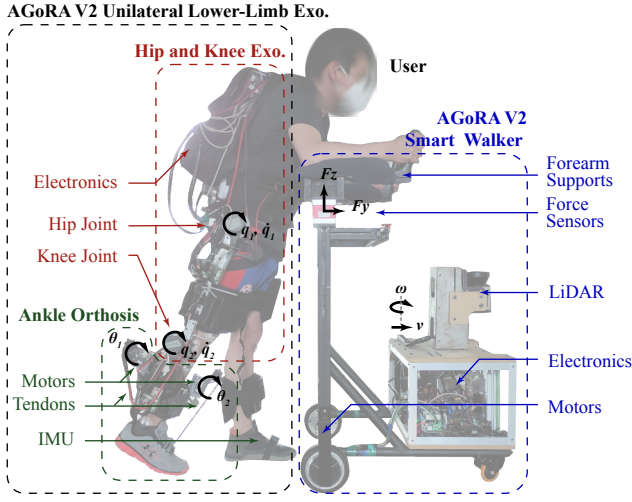 AGoRA V2 Unilateral Lower-Limb Exo.
Hip and Knee Exo.
User
AGoRA V2
Smart Walker
Electronics
Hip Joint
Knee Joint
Ankle Orthosis
Motors
Tendons
IMU
Forearm
Supports
Force
Sensors
LiDAR
Electronics
Motors
Fz
Fy
q1, q̇1
q2, q̇2
θ1
θ2
ω
v